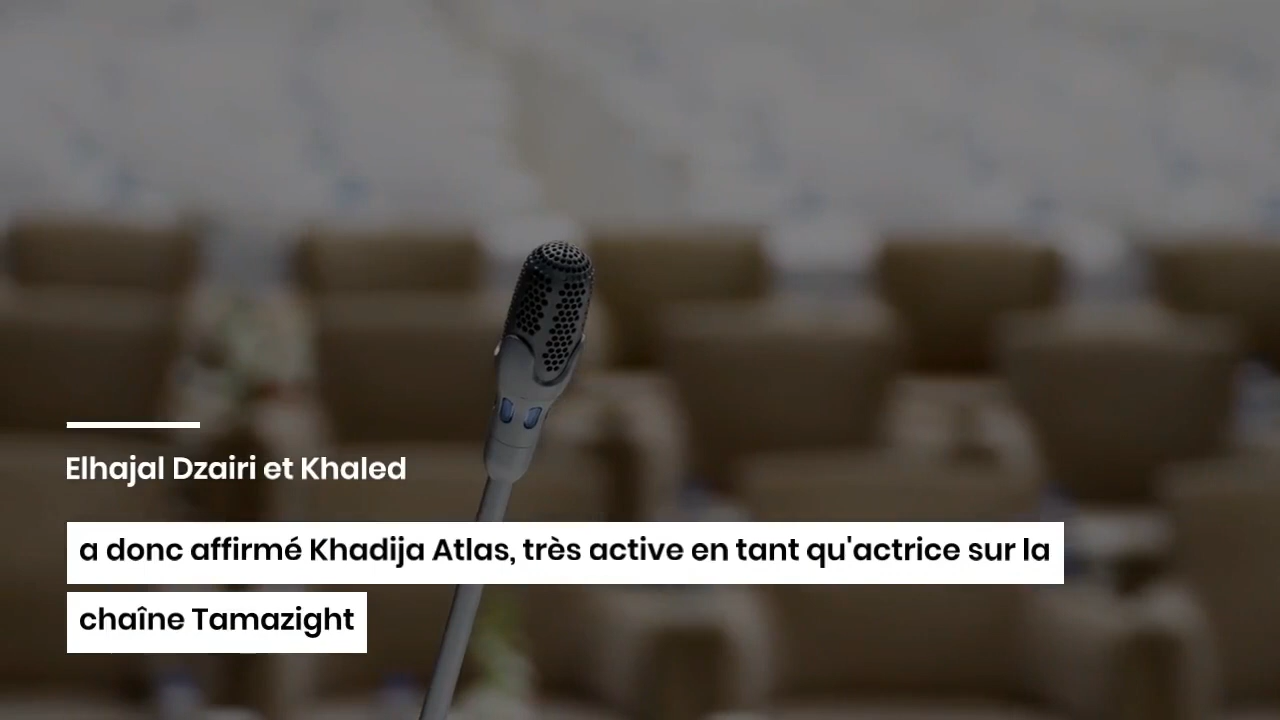 Elhajal Dzairi et Khaled
a donc affirmé Khadija Atlas, très active en tant qu'actrice sur la
chaîne Tamazight